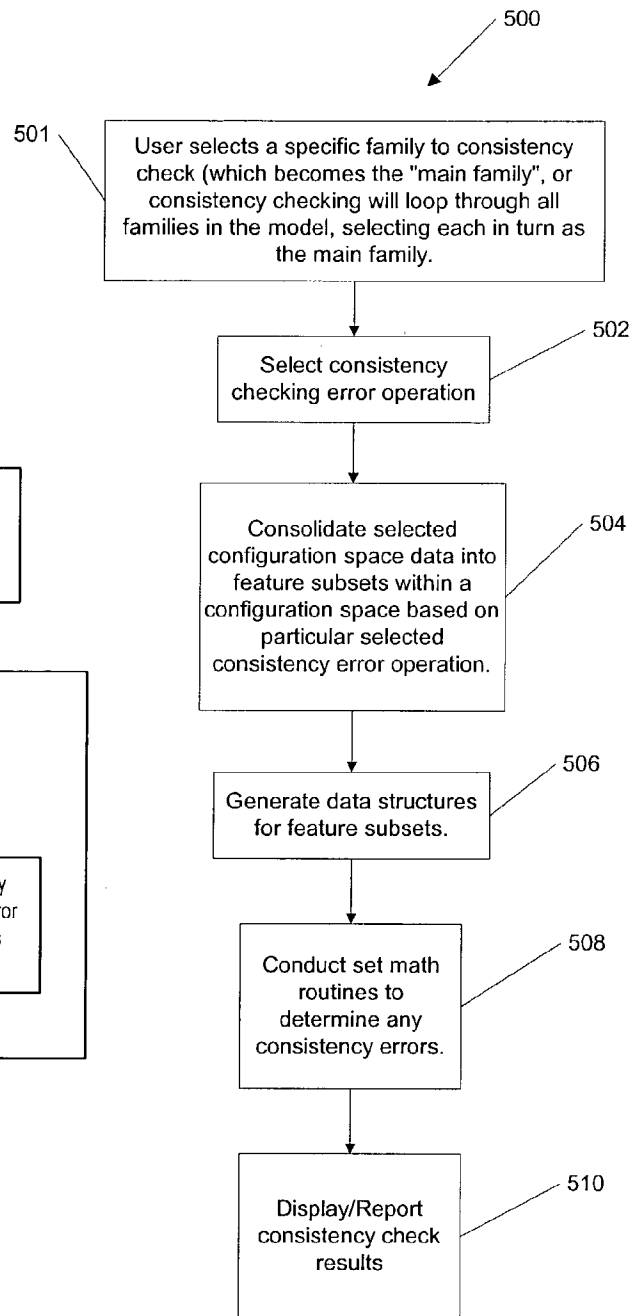 500
501
User selects a specific family to consistency
check (which becomes the "main family", or
consistency checking will loop through all
families in the model, selecting each in turn as
the main family.
502
Select consistency
checking error operation
504
Consolidate selected
configuration space data into
feature subsets within a
configuration space based on
particular selected
consistency error operation.
506
Generate data structures
for feature subsets.
508
Conduct set math
routines to
determine any
consistency errors.
510
Display/Report
consistency check
results